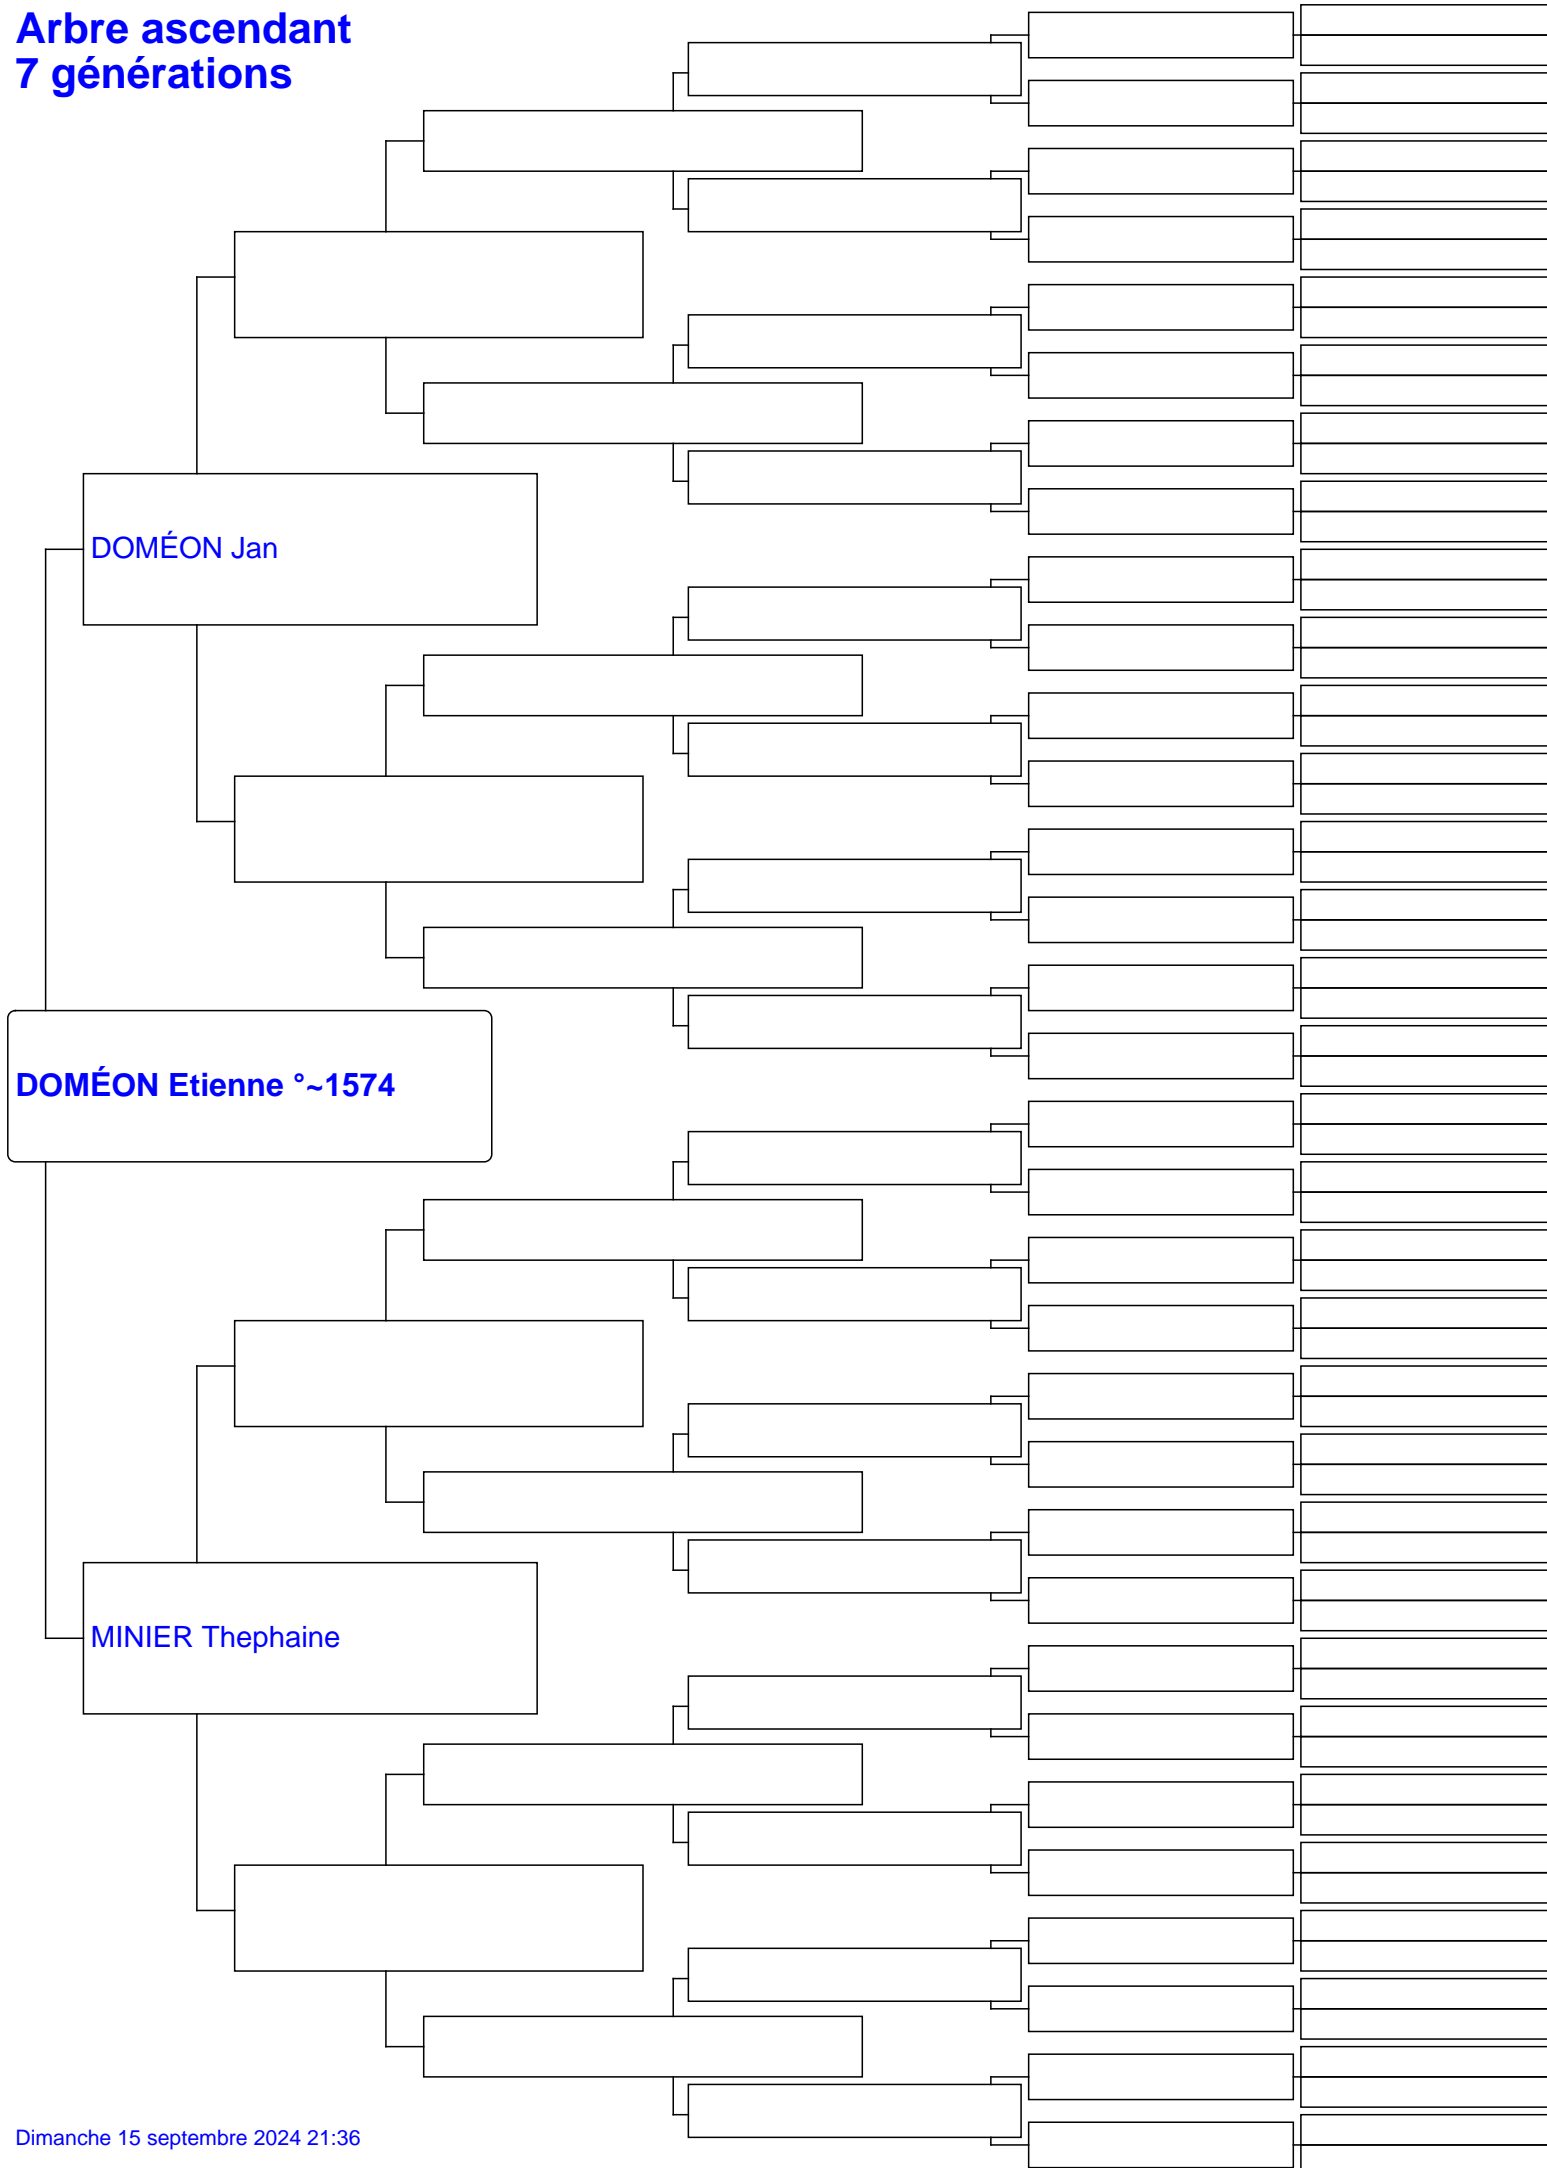 Arbre ascendant
7 générations
DOMÉON Jan
DOMÉON Etienne °~1574
MINIER Thephaine
Dimanche 15 septembre 2024 21:36